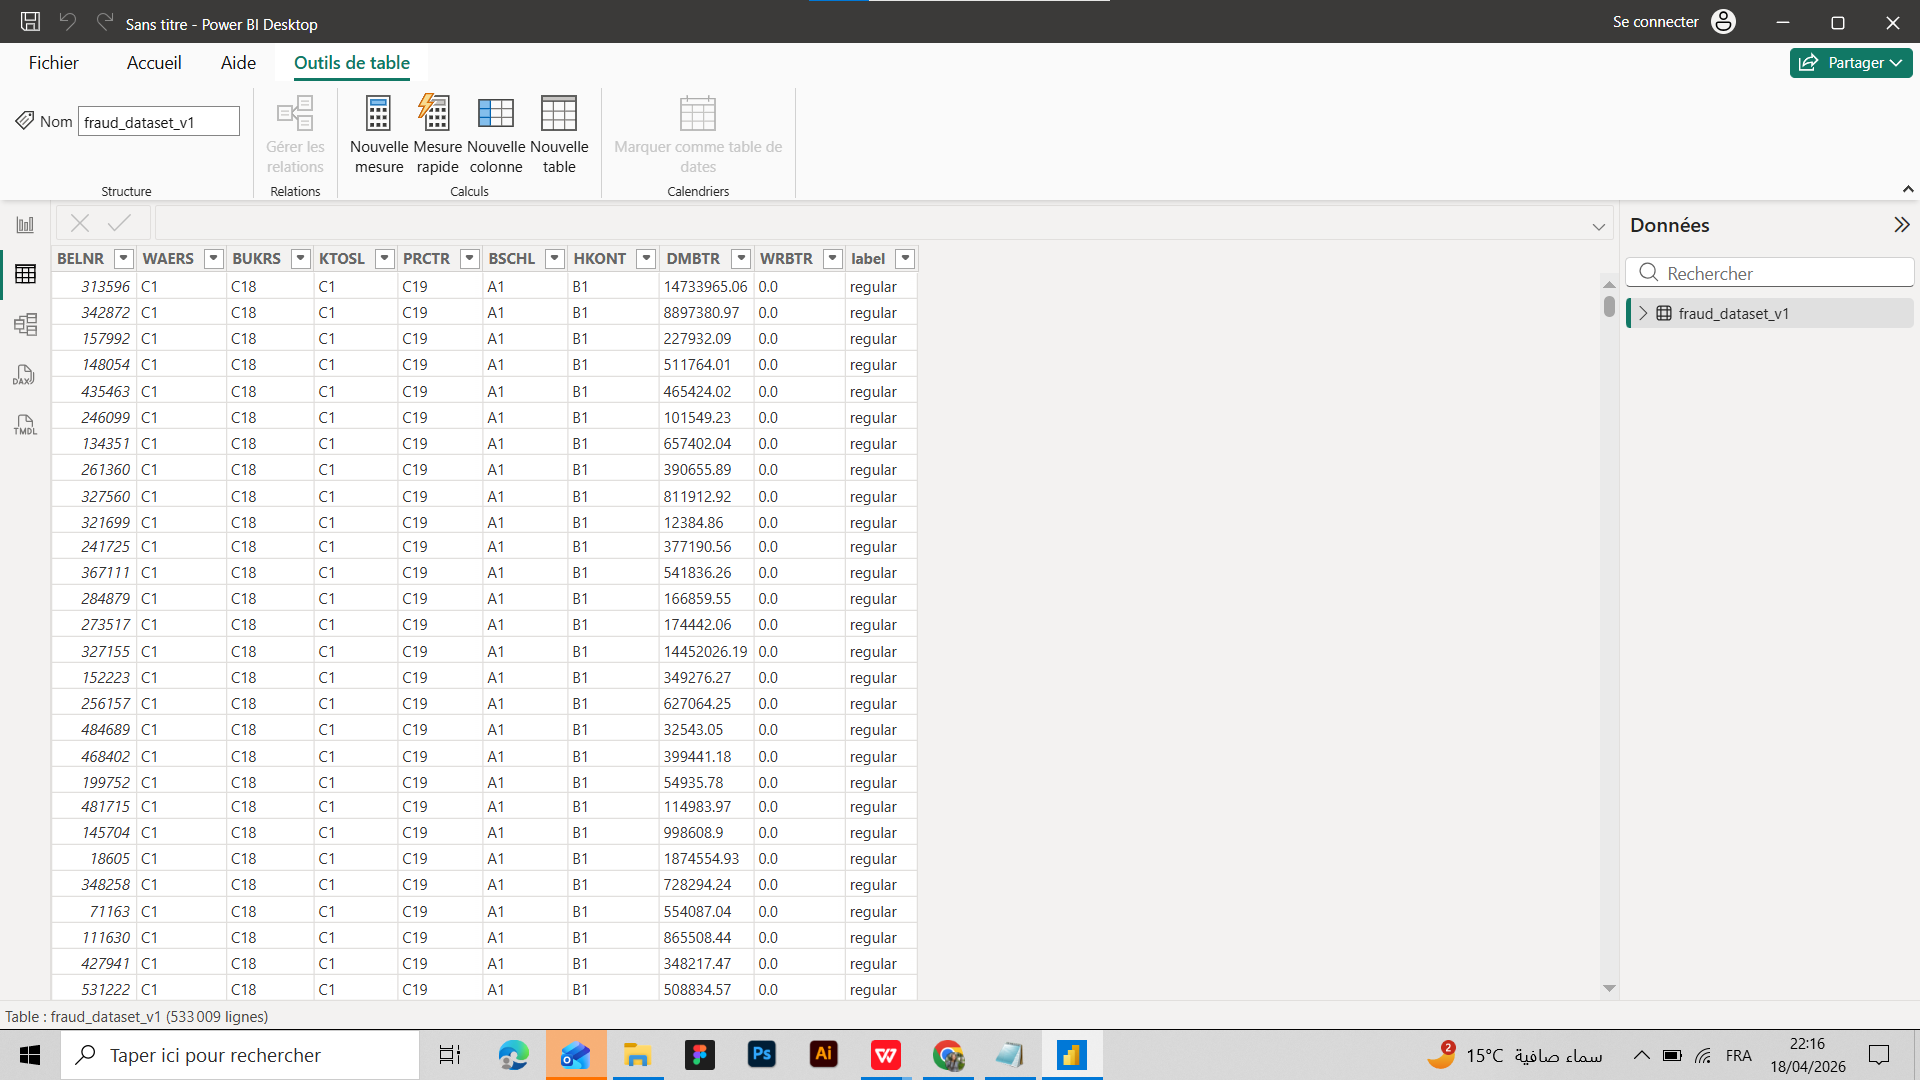 Sans titre - Power BI Desktop
Se connecter
Fichier Accueil Aide Outils de table
Partager
Nom fraud_dataset_v1
Gérer les relations
Nouvelle mesure
Mesure rapide
Nouvelle colonne
Nouvelle table
Marquer comme table de dates
Structure Relations Calculs Calendriers
Données
Rechercher
fraud_dataset_v1
DAX
TMDL
BELNR WAERS BUKRS KTOSL PRCTR BSCHL HKONT DMBTR WRBTR label
313596 C1 C18 C1 C19 A1 B1 14733965.06 0.0 regular
342872 C1 C18 C1 C19 A1 B1 8897380.97 0.0 regular
157992 C1 C18 C1 C19 A1 B1 227932.09 0.0 regular
148054 C1 C18 C1 C19 A1 B1 511764.01 0.0 regular
435463 C1 C18 C1 C19 A1 B1 465424.02 0.0 regular
246099 C1 C18 C1 C19 A1 B1 101549.23 0.0 regular
134351 C1 C18 C1 C19 A1 B1 657402.04 0.0 regular
261360 C1 C18 C1 C19 A1 B1 390655.89 0.0 regular
327560 C1 C18 C1 C19 A1 B1 811912.92 0.0 regular
321699 C1 C18 C1 C19 A1 B1 12384.86 0.0 regular
241725 C1 C18 C1 C19 A1 B1 377190.56 0.0 regular
367111 C1 C18 C1 C19 A1 B1 541836.26 0.0 regular
284879 C1 C18 C1 C19 A1 B1 166859.55 0.0 regular
273517 C1 C18 C1 C19 A1 B1 174442.06 0.0 regular
327155 C1 C18 C1 C19 A1 B1 14452026.19 0.0 regular
152223 C1 C18 C1 C19 A1 B1 349276.27 0.0 regular
256157 C1 C18 C1 C19 A1 B1 627064.25 0.0 regular
484689 C1 C18 C1 C19 A1 B1 32543.05 0.0 regular
468402 C1 C18 C1 C19 A1 B1 399441.18 0.0 regular
199752 C1 C18 C1 C19 A1 B1 54935.78 0.0 regular
481715 C1 C18 C1 C19 A1 B1 114983.97 0.0 regular
145704 C1 C18 C1 C19 A1 B1 998608.9 0.0 regular
18605 C1 C18 C1 C19 A1 B1 1874554.93 0.0 regular
348258 C1 C18 C1 C19 A1 B1 728294.24 0.0 regular
71163 C1 C18 C1 C19 A1 B1 554087.04 0.0 regular
111630 C1 C18 C1 C19 A1 B1 865508.44 0.0 regular
427941 C1 C18 C1 C19 A1 B1 348217.47 0.0 regular
531222 C1 C18 C1 C19 A1 B1 508834.57 0.0 regular
Table : fraud_dataset_v1 (533 009 lignes)
Taper ici pour rechercher
Ps
Ai
W
2
15°C سماء صافية
FRA
22:16
18/04/2026